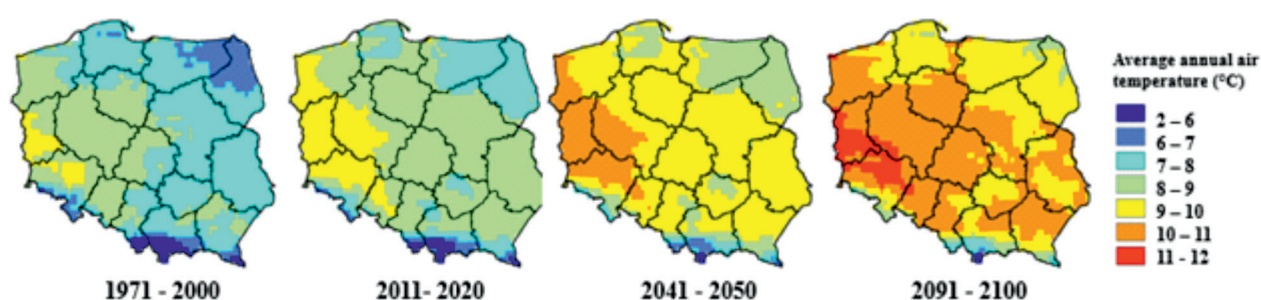 Average annual air
temperature (°C)
2 – 6
6 – 7
7 – 8
8 – 9
9 – 10
10 – 11
11 - 12
1971 - 2000
2011- 2020
2041 - 2050
2091 - 2100